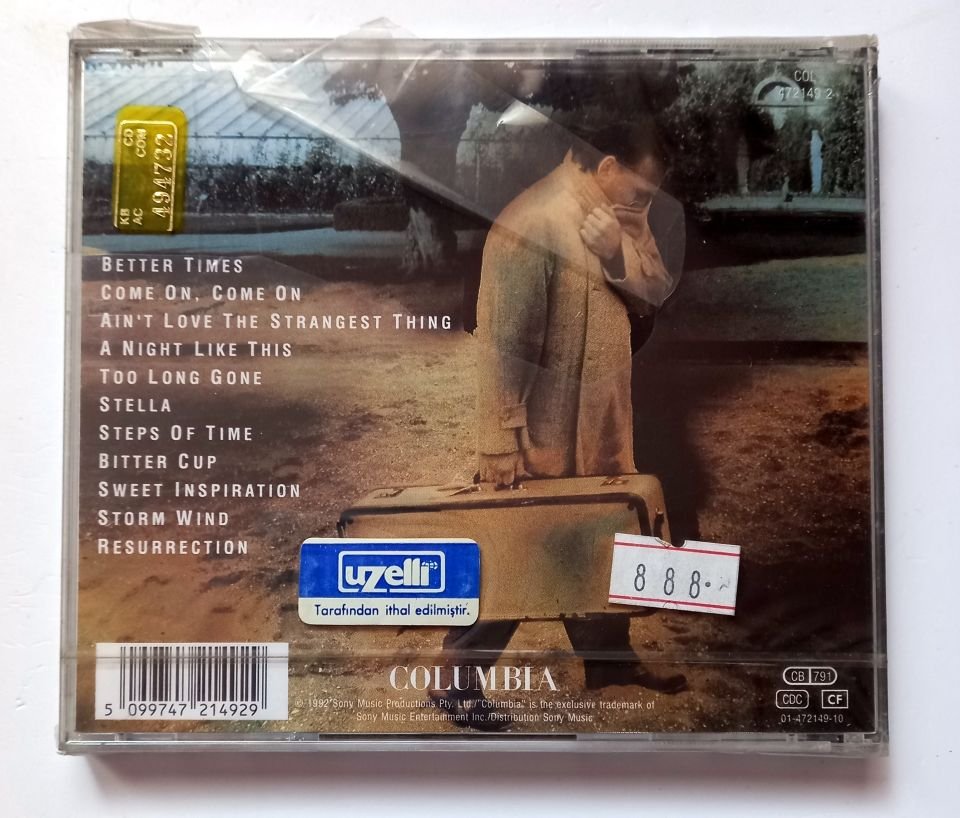 COL
472149 2
CD COM
494732
KB AC
BETTER TIMES
COME ON, COME ON
AIN'T LOVE THE STRANGEST THING
A NIGHT LIKE THIS
TOO LONG GONE
STELLA
STEPS OF TIME
BITTER CUP
SWEET INSPIRATION
STORM WIND
RESURRECTION
uzelli
Tarafından ithal edilmiştir.
888.
5 099747 214929
COLUMBIA
© 1992 Sony Music Productions Pty. Ltd./"Columbia" is the exclusive trademark of
Sony Music Entertainment Inc./Distribution Sony Music
CB 791
CDC CF
01-472149-10